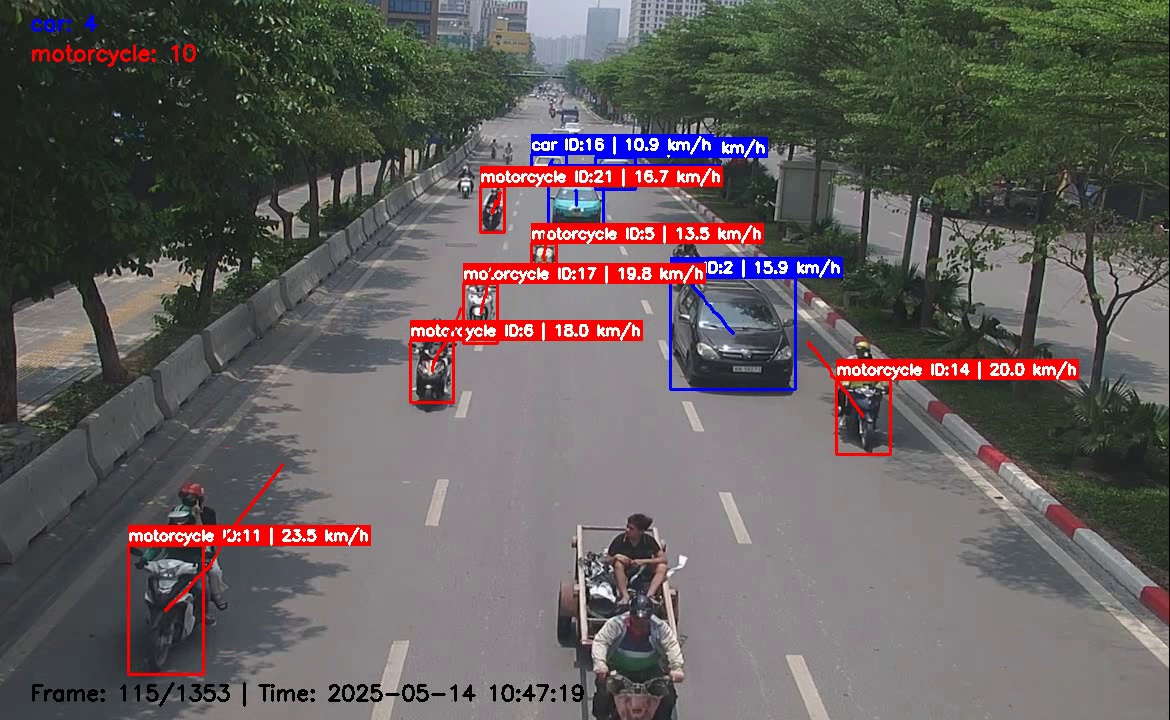 car: 4
motorcycle: 10
car ID:16 | 10.9 km/h
km/h
motorcycle ID:21 | 16.7 km/h
motorcycle ID:5 | 13.5 km/h
ID:2 | 15.9 km/h
motorcycle ID:17 | 19.8 km/h
motorcycle ID:6 | 18.0 km/h
motorcycle ID:14 | 20.0 km/h
motorcycle ID:11 | 23.5 km/h
Frame: 115/1353 | Time: 2025-05-14 10:47:19